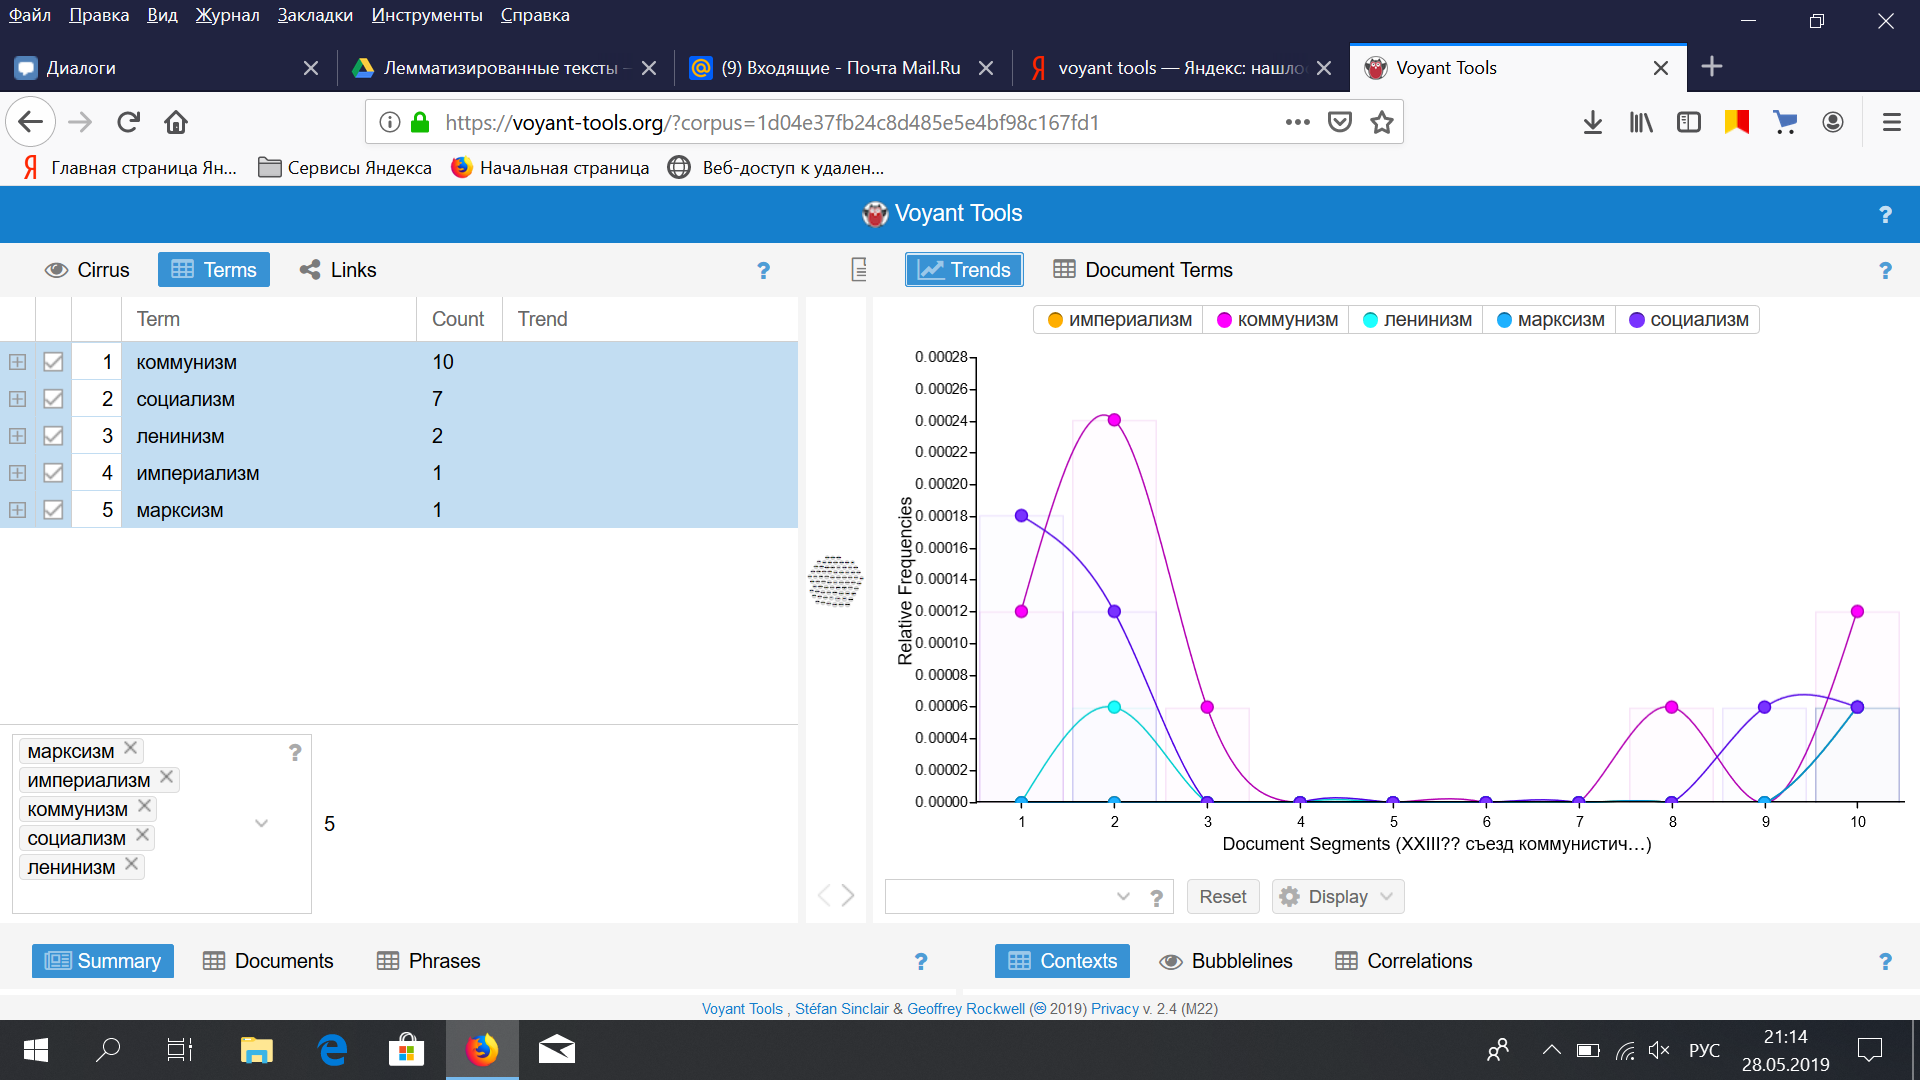 Файл Правка Вид Журнал Закладки Инструменты Справка
Диалоги
Лемматизированные тексты –
(9) Входящие - Почта Mail.Ru
voyant tools — Яндекс: нашлос
Voyant Tools
https://voyant-tools.org/?corpus=1d04e37fb24c8d485e5e4bf98c167fd1
Главная страница Ян...
Сервисы Яндекса
Начальная страница
Веб-доступ к удален...
Voyant Tools
?
Cirrus Terms Links ?
Trends Document Terms ?
Term Count Trend
1 коммунизм 10
2 социализм 7
3 ленинизм 2
4 империализм 1
5 марксизм 1
марксизм
?
империализм
коммунизм
социализм
ленинизм
5
империализм коммунизм ленинизм марксизм социализм
Relative Frequencies
0.00028
0.00026
0.00024
0.00022
0.00020
0.00018
0.00016
0.00014
0.00012
0.00010
0.00008
0.00006
0.00004
0.00002
0.00000
1 2 3 4 5 6 7 8 9 10
Document Segments (XXIII?? съезд коммунистич…)
? Reset Display
Summary Documents Phrases ?
Contexts Bubblelines Correlations ?
Voyant Tools , Stéfan Sinclair & Geoffrey Rockwell (© 2019) Privacy v. 2.4 (M22)
РУС
21:14
28.05.2019